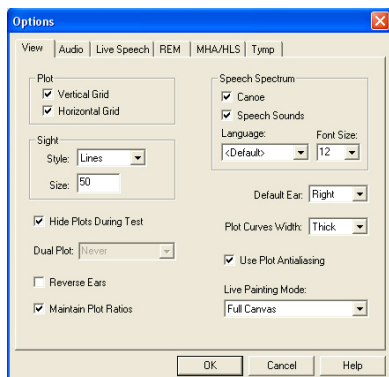 Options
View Audio Live Speech REM MHA/HLS Tymp
Plot
Vertical Grid
Horizontal Grid
Sight
Style: Lines
Size: 50
Hide Plots During Test
Dual Plot: Never
Reverse Ears
Maintain Plot Ratios
Speech Spectrum
Canoe
Speech Sounds
Language: Font Size:
<Default> 12
Default Ear: Right
Plot Curves Width: Thick
Use Plot Antialiasing
Live Painting Mode:
Full Canvas
OK Cancel Help